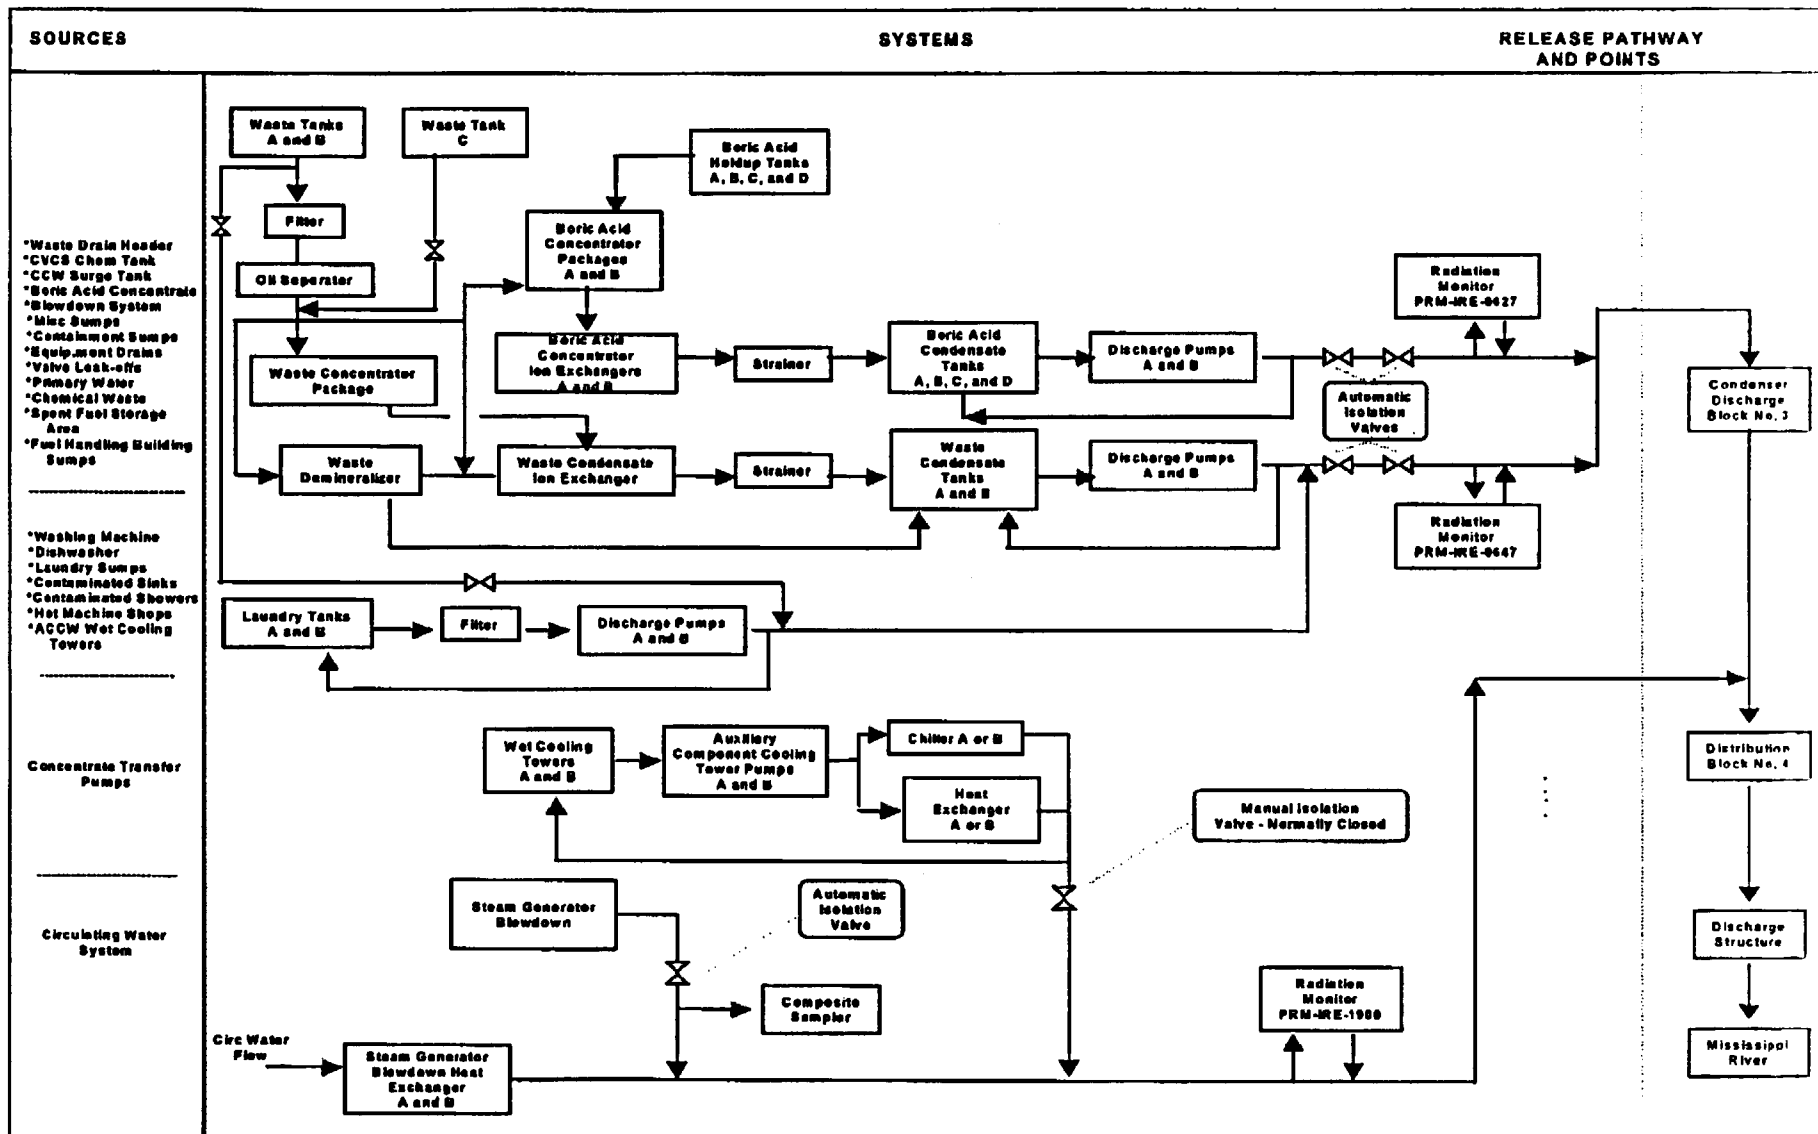 SOURCES
SYSTEMS
RELEASE PATHWAY
AND POINTS
*Waste Drain Header
*CVCS Chem Tank
*CCW Surge Tank
*Boric Acid Concentrate
*Blowdown System
*Misc Sumps
*Containment Sumps
*Equipment Drains
*Valve Leak-offs
*Primary Water
*Chemical Waste
*Spent Fuel Storage
Area
*Fuel Handling Building
Sumps
*Washing Machine
*Dishwasher
*Laundry Sumps
*Contaminated Sinks
*Contaminated Showers
*Hot Machine Shops
*ACCW Wet Cooling
Towers
Concentrate Transfer
Pumps
Circulating Water
System
Waste Tanks
A and B
Waste Tank
C
Boric Acid
Holdup Tanks
A, B, C, and D
Filter
Oil Seperator
Boric Acid
Concentrator
Packages
A and B
Waste Concentrator
Package
Boric Acid
Concentrator
Ion Exchangers
A and B
Strainer
Boric Acid
Condensate
Tanks
A, B, C, and D
Discharge Pumps
A and B
Radiation
Monitor
PRM-IRE-0627
Automatic
Isolation
Valves
Condenser
Discharge
Block No. 3
Waste
Demineralizer
Waste Condensate
Ion Exchanger
Strainer
Waste
Condensate
Tanks
A and B
Discharge Pumps
A and B
Radiation
Monitor
PRM-IRE-0647
Laundry Tanks
A and B
Filter
Discharge Pumps
A and B
Wet Cooling
Towers
A and B
Auxiliary
Component Cooling
Tower Pumps
A and B
Chiller A or B
Heat
Exchanger
A or B
Manual Isolation
Valve - Normally Closed
Distribution
Block No. 4
Steam Generator
Blowdown
Automatic
Isolation
Valve
Discharge
Structure
Composite
Sampler
Radiation
Monitor
PRM-IRE-1900
Circ Water
Flow
Steam Generator
Blowdown Heat
Exchanger
A and B
Mississippi
River